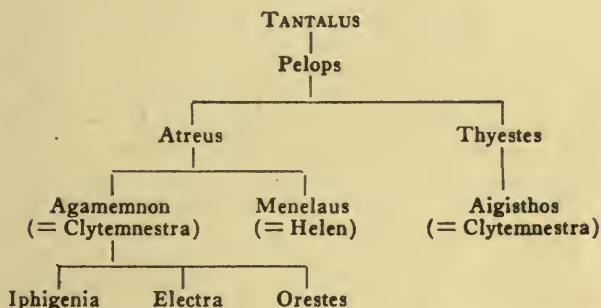 TANTALUS
Pelops
Atreus Thyestes
Agamemnon Menelaus Aigisthos
(= Clytemnestra) (= Helen) (= Clytemnestra)
Iphigenia Electra Orestes